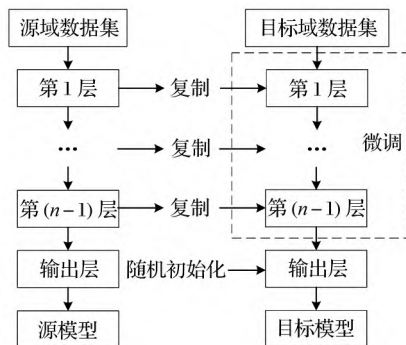 源域数据集 目标域数据集
第1层 复制 第1层
… 复制 … 微调
第(n−1)层 复制 第(n−1)层
输出层 随机初始化 输出层
源模型 目标模型